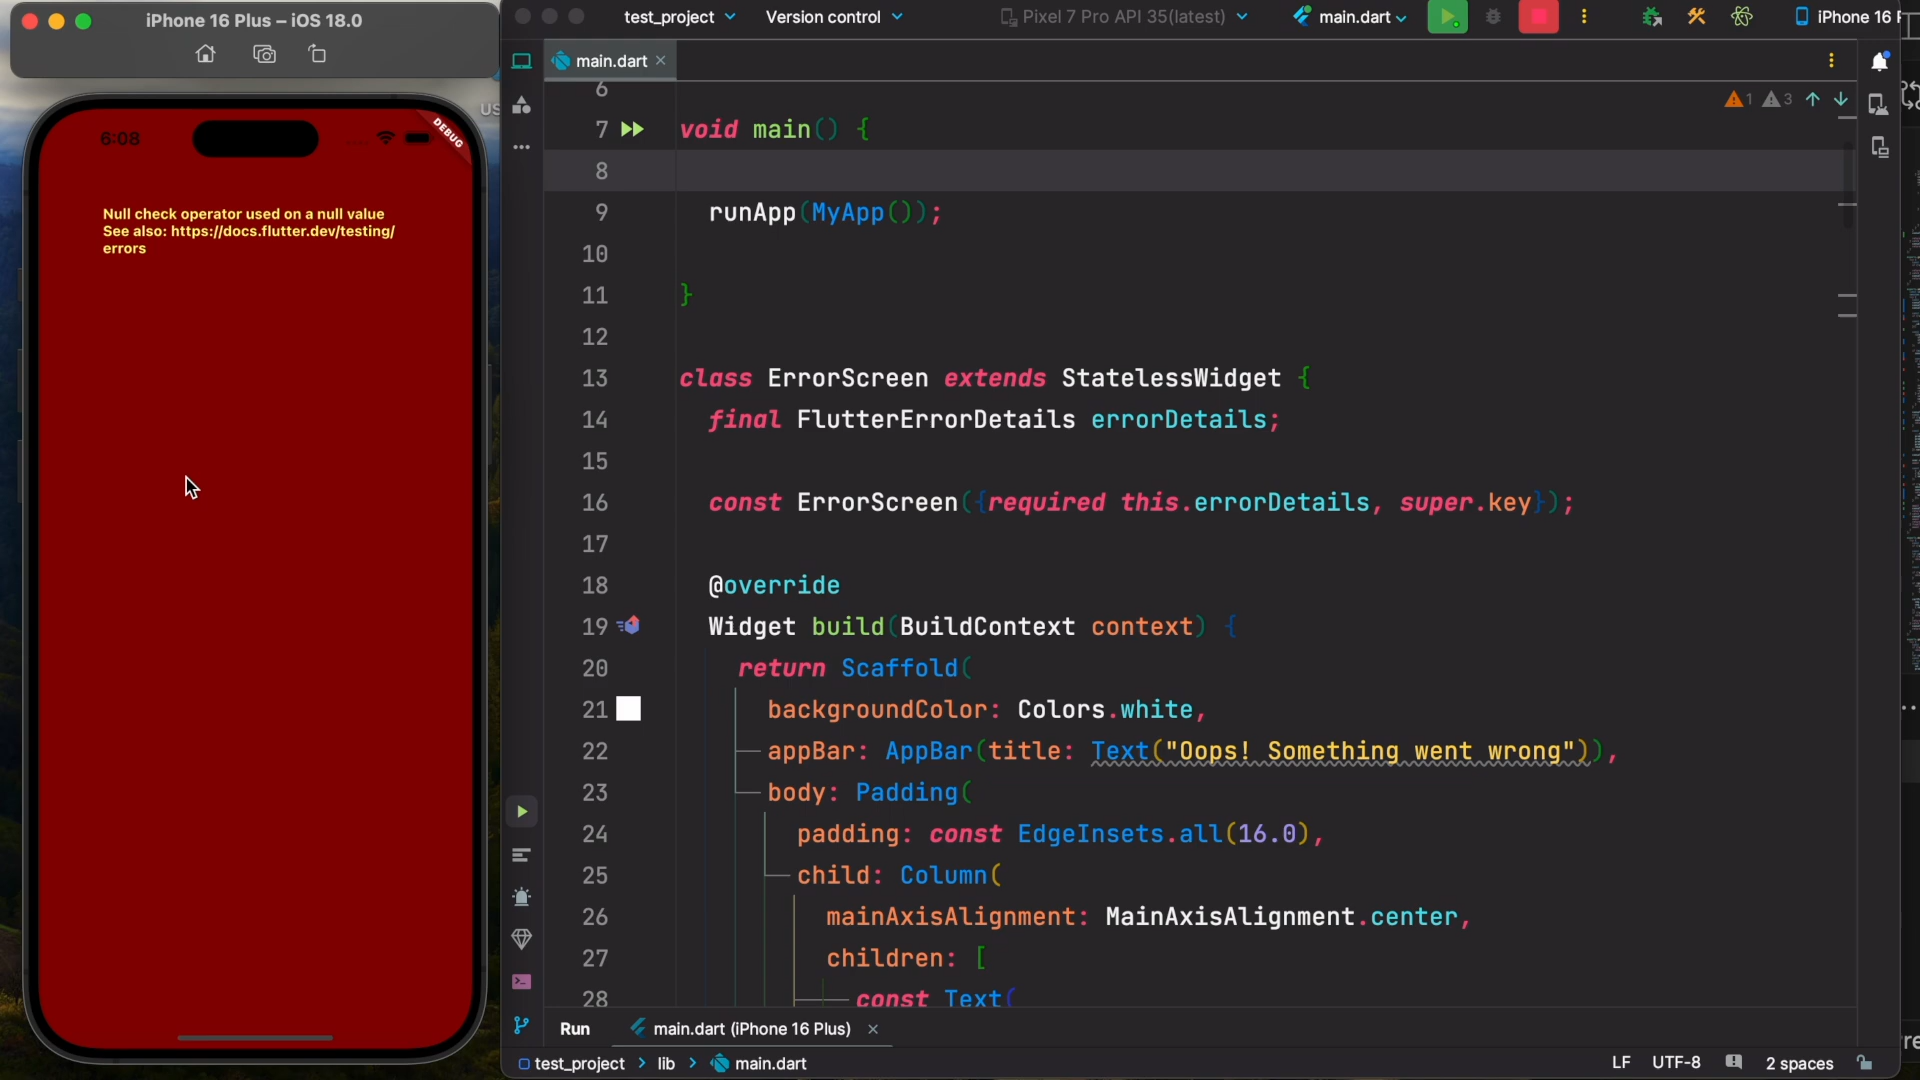 iPhone 16 Plus – iOS 18.0
6:08
DEBUG
Null check operator used on a null value
See also: https://docs.flutter.dev/testing/
errors
US
test_project
Version control
Pixel 7 Pro API 35(latest)
main.dart
iPhone 16
main.dart
1
3
6
7 void main() {
8
9 runApp(MyApp());
10
11 }
12
13 class ErrorScreen extends StatelessWidget {
14 final FlutterErrorDetails errorDetails;
15
16 const ErrorScreen({required this.errorDetails, super.key});
17
18 @override
19 Widget build(BuildContext context) {
20 return Scaffold(
21 backgroundColor: Colors.white,
22 appBar: AppBar(title: Text("Oops! Something went wrong")),
23 body: Padding(
24 padding: const EdgeInsets.all(16.0),
25 child: Column(
26 mainAxisAlignment: MainAxisAlignment.center,
27 children: [
28 const Text(
Run
main.dart (iPhone 16 Plus)
test_project > lib > main.dart
LF
UTF-8
2 spaces